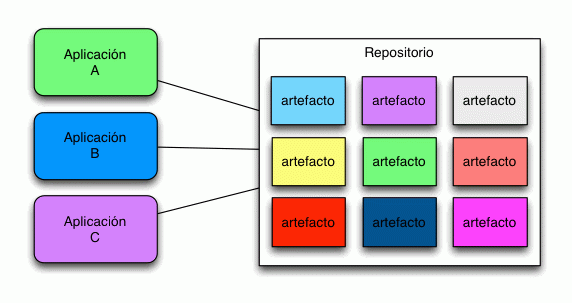 Aplicación
A
Aplicación
B
Aplicación
C
Repositorio
artefacto
artefacto
artefacto
artefacto
artefacto
artefacto
artefacto
artefacto
artefacto